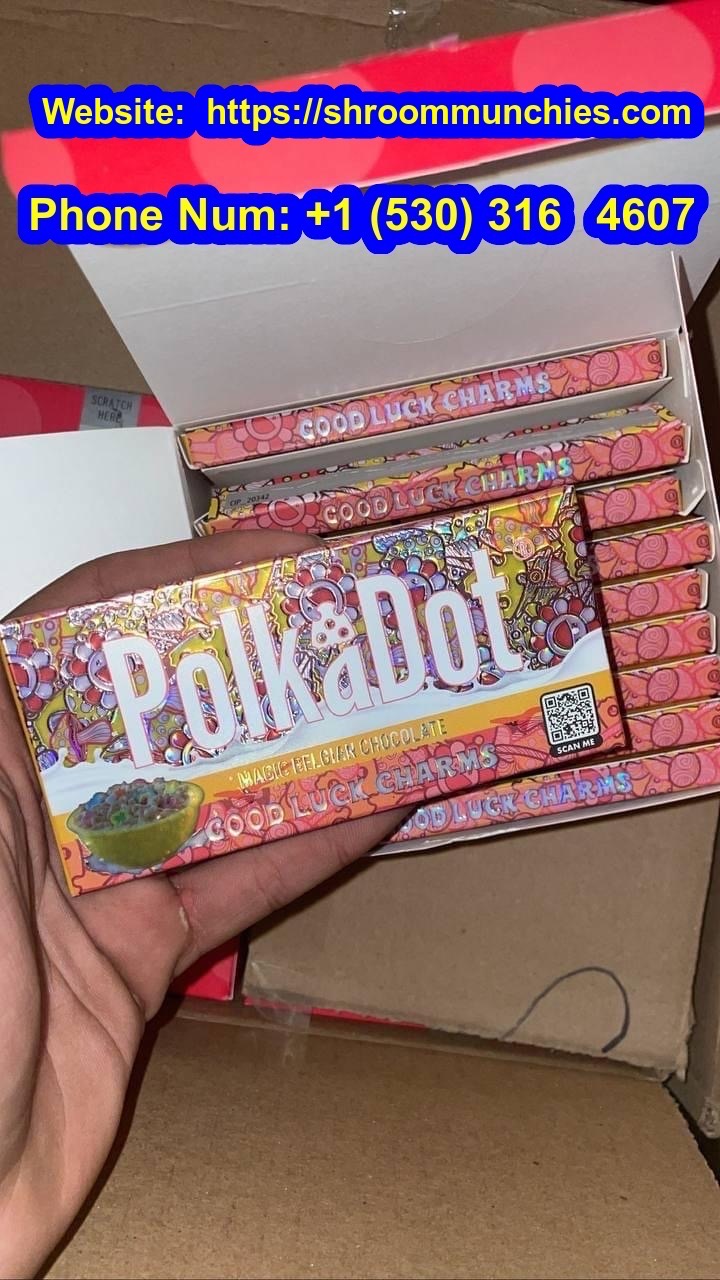 Website: https://shroommunchies.com
Phone Num: +1 (530) 316 4607
SCRATCH
HERE
GOOD LUCK CHARMS
CIP_20342
GOOD LUCK CHARMS
PolkaDot
MAGIC BELGIAN CHOCOLATE
SCAN ME
GOOD LUCK CHARMS
GOOD LUCK CHARMS